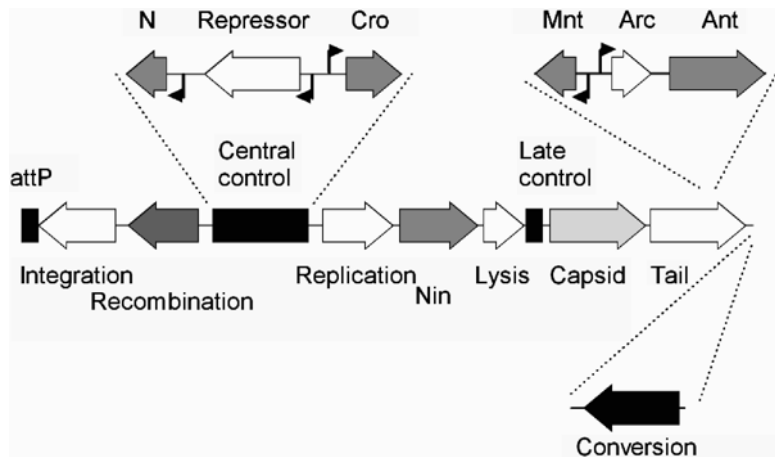 N Repressor Cro Mnt Arc Ant
Central
control
Late
control
attP
Integration Replication Lysis Capsid Tail
Recombination Nin
Conversion